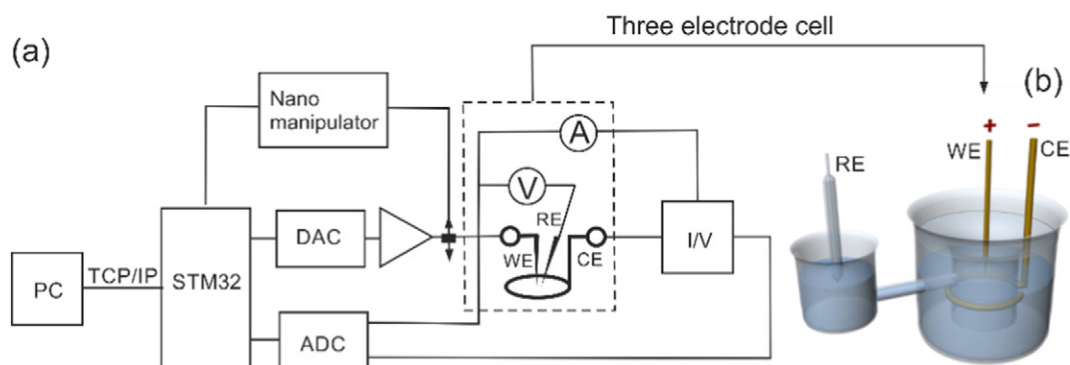 Three electrode cell
(a)
(b)
Nano
manipulator
A
+
-
WE
CE
RE
V
RE
DAC
WE
CE
I/V
PC
TCP/IP
STM32
ADC